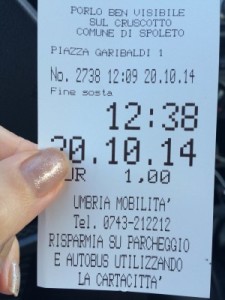 PORLO BEN VISIBILE
SUL CRUSCOTTO
COMUNE DI SPOLETO
PIAZZA GARIBALDI 1
No. 2738 12:09 20.10.14
Fine sosta
12:38
20.10.14
EUR 1.00
UMBRIA MOBILITA'
Tel. 0743-212212
RISPARMIA SU PARCHEGGIO
E AUTOBUS UTILIZZANDO
LA CARTACITTA'